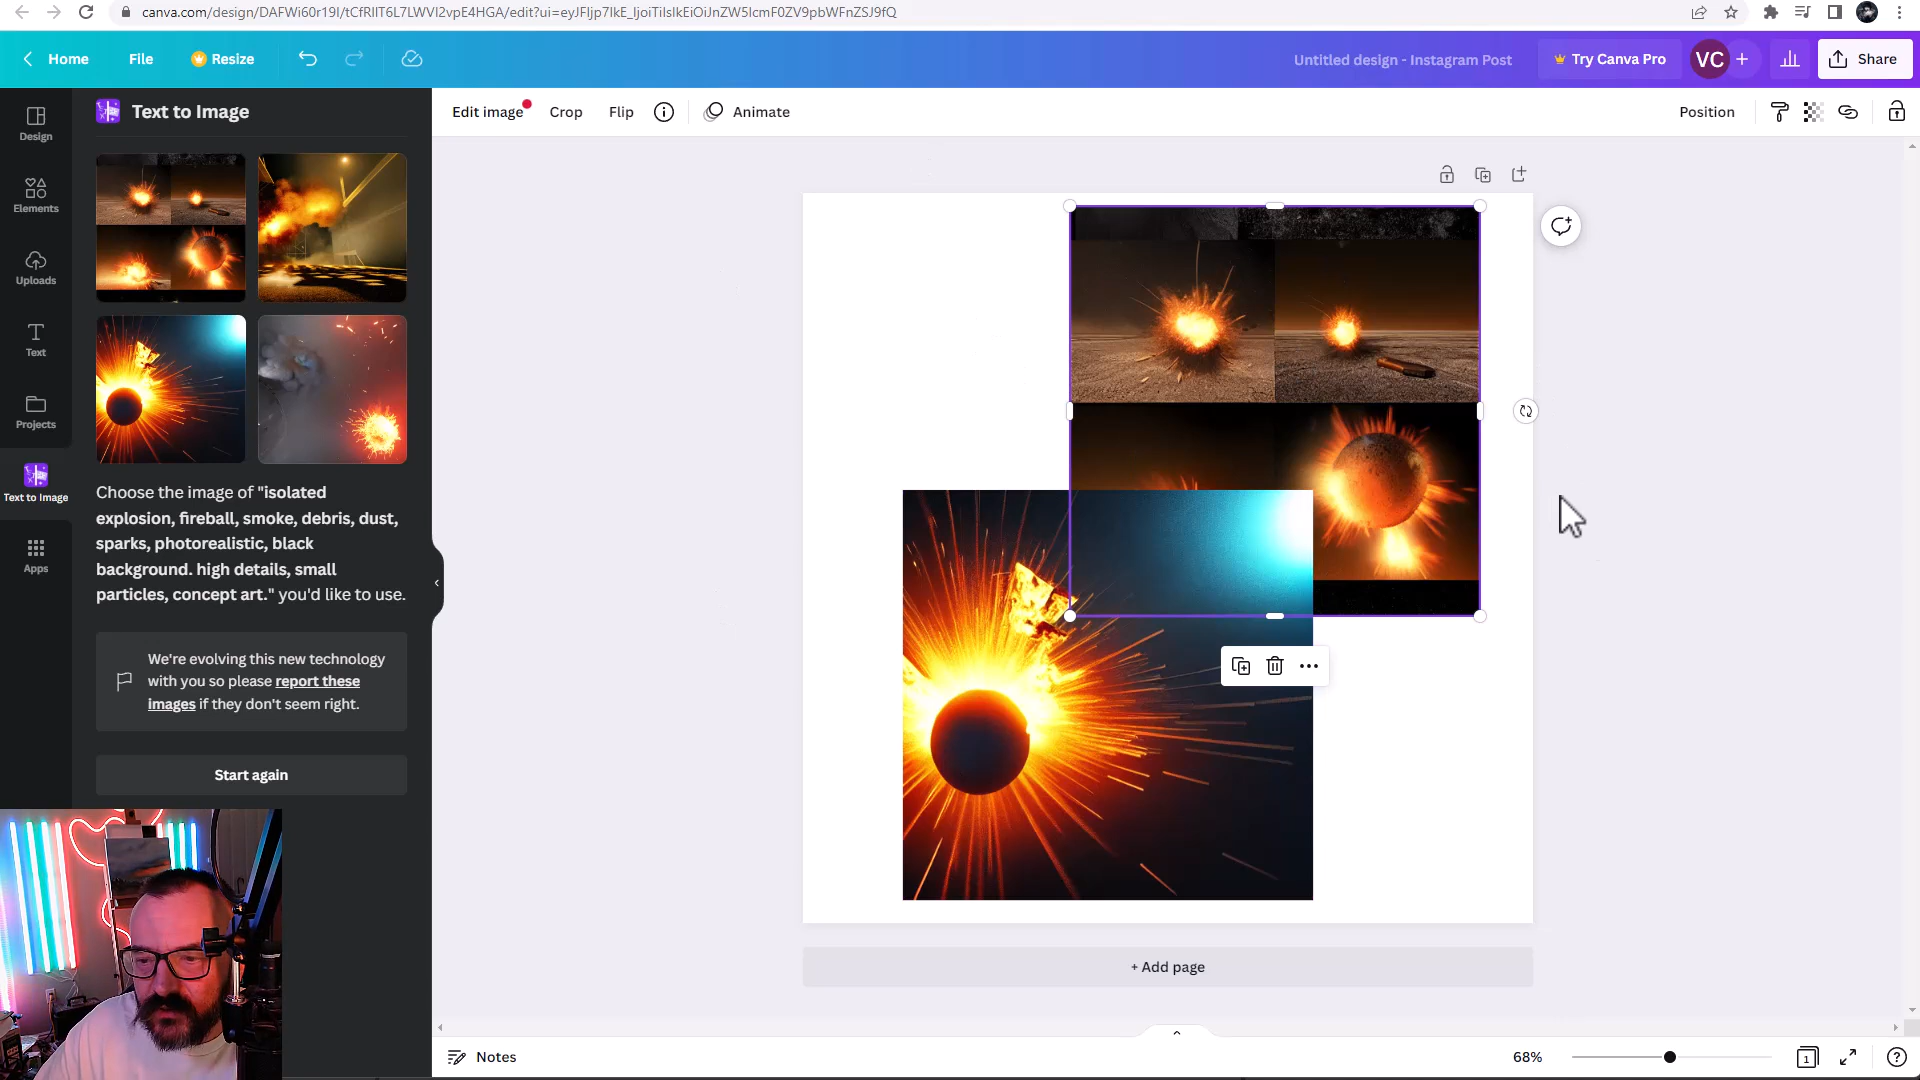 canva.com/design/DAFWi60r19I/tCfRIIT6L7LWVI2vpE4HGA/edit?ui=eyJFIjp7IkE_IjoiTiIsIkEiOiJnZW5lcmF0ZV9pbWFnZSJ9fQ
Home
File
Resize
Untitled design - Instagram Post
Try Canva Pro
VC
+
Share
Design
Elements
Uploads
Text
Projects
Text to Image
Apps
Text to Image
Choose the image of "isolated
explosion, fireball, smoke, debris, dust,
sparks, photorealistic, black
background. high details, small
particles, concept art." you'd like to use.
We're evolving this new technology
with you so please report these
images if they don't seem right.
Start again
Edit image
Crop
Flip
Animate
Position
+ Add page
Notes
68%
1